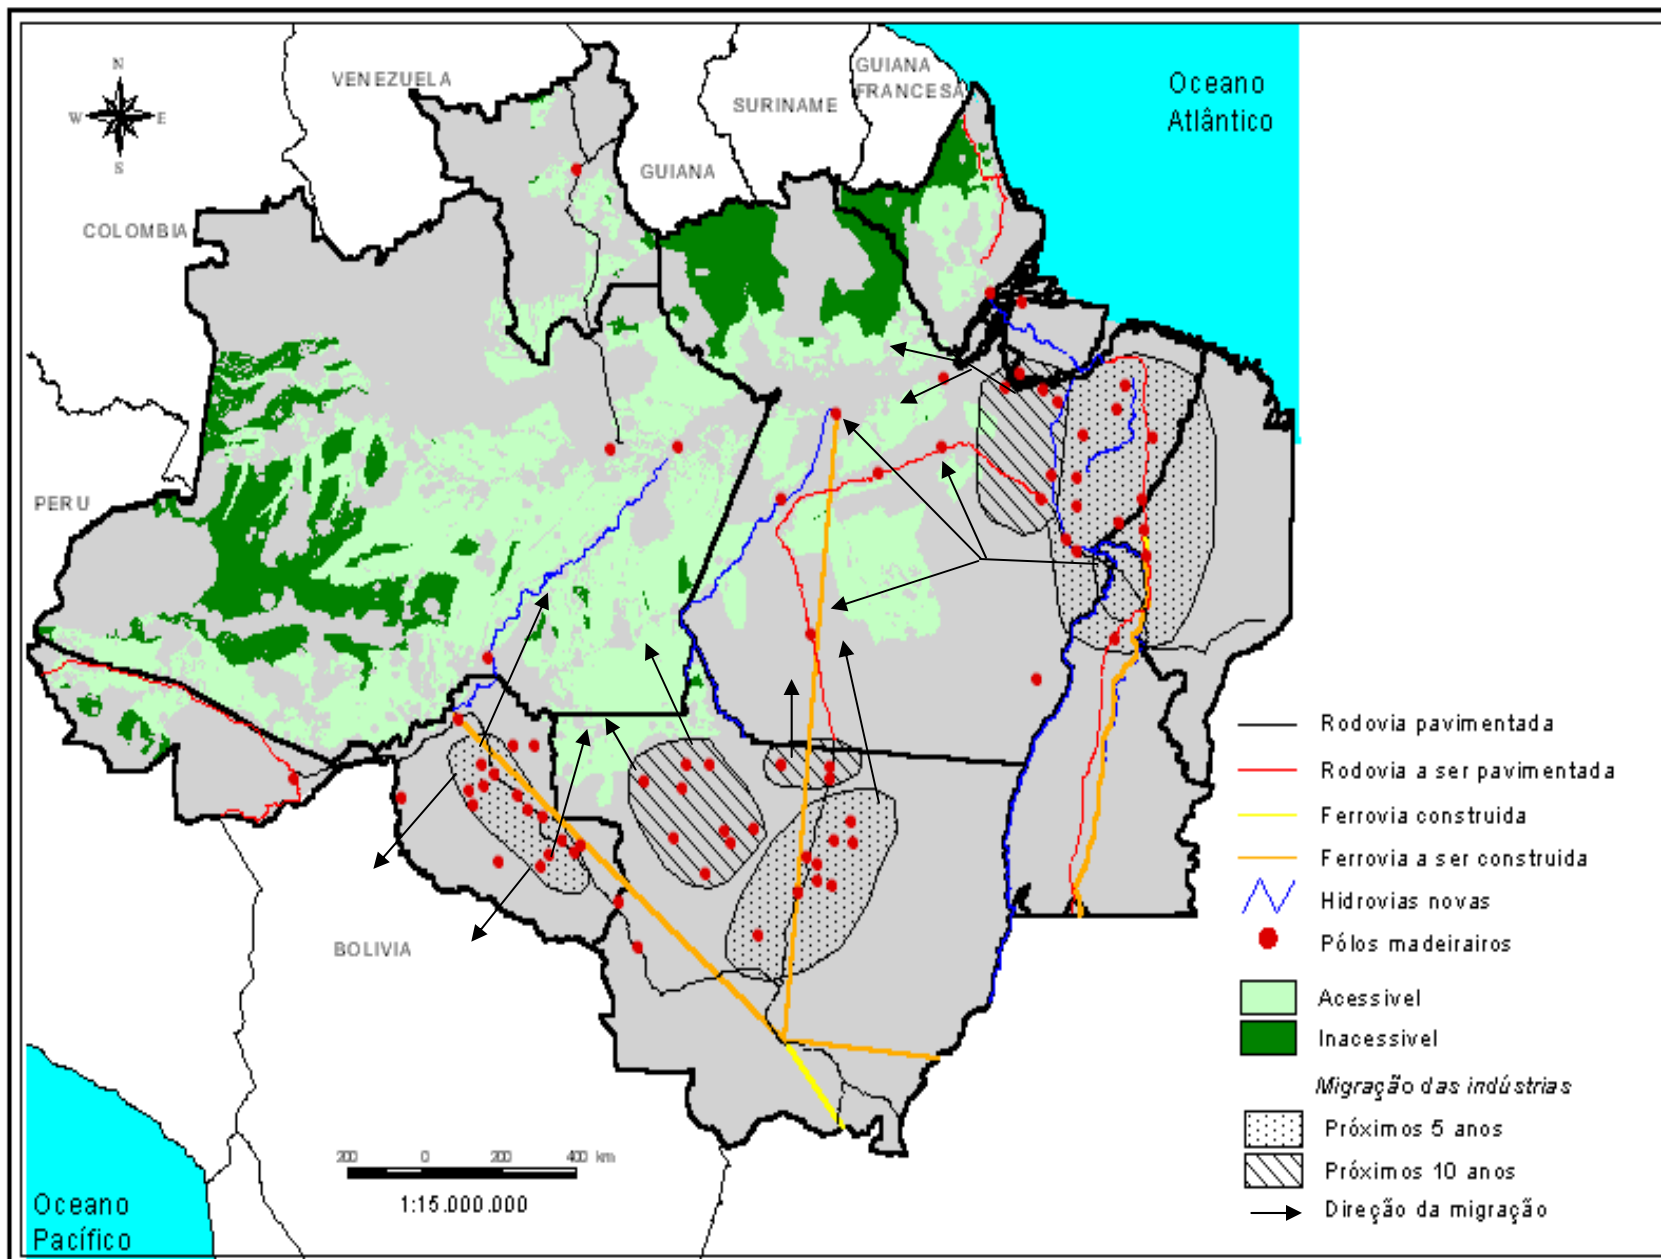 N
W
E
S
VENEZUELA
COLOMBIA
GUIANA
SURINAME
GUIANA
FRANCESA
Oceano
Atlântico
PERU
BOLIVIA
Oceano
Pacífico
200 0 200 400 km
1:15.000.000
Rodovia pavimentada
Rodovia a ser pavimentada
Ferrovia construida
Ferrovia a ser construida
Hidrovias novas
Pólos madeirairos
Acessivel
Inacessivel
Migração das indústrias
Próximos 5 anos
Próximos 10 anos
Direção da migração